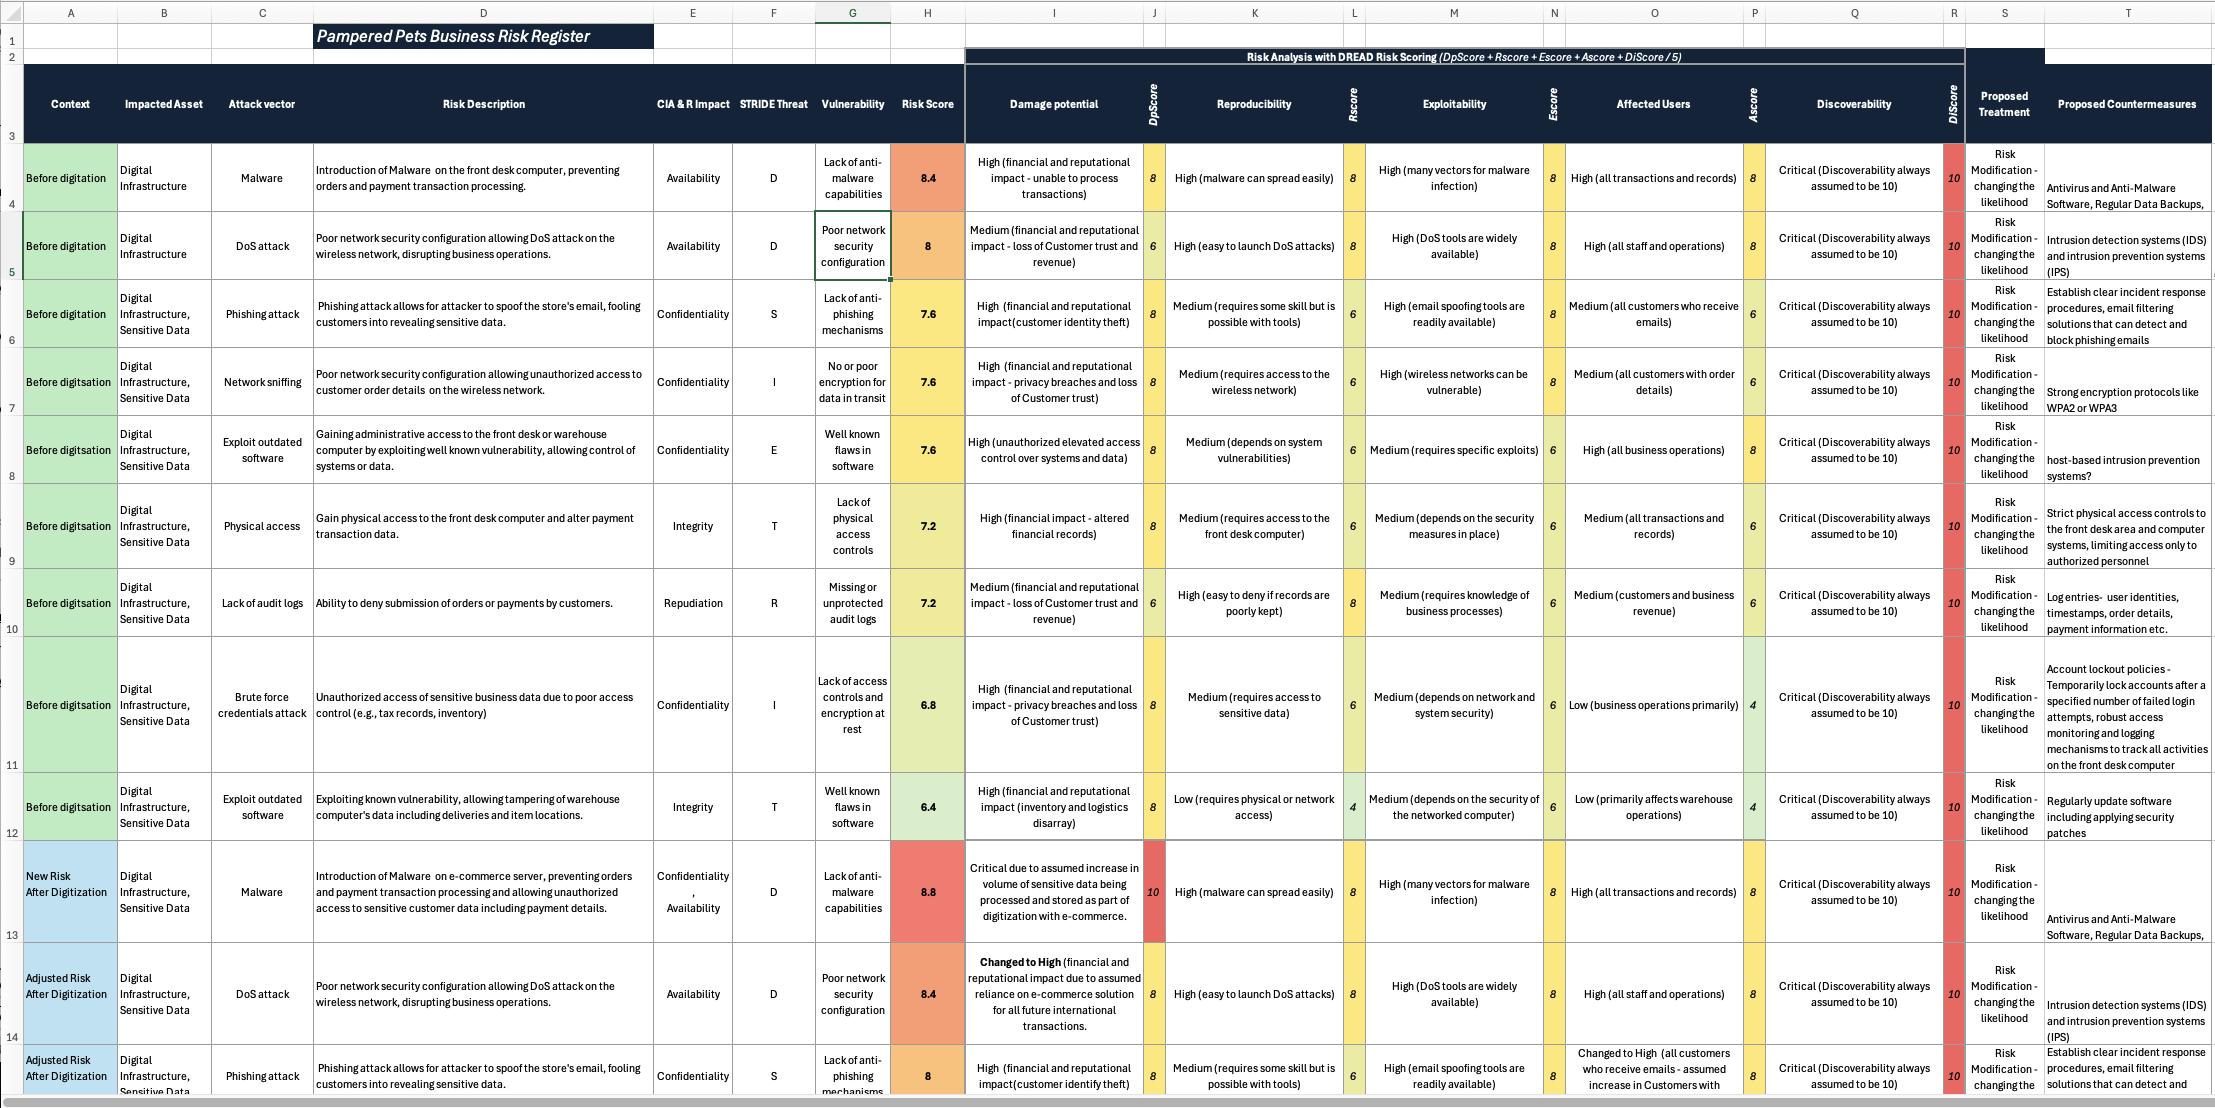 A B C D E F G H I J K L M N O P Q R S T
1 Pampered Pets Business Risk Register
2 Risk Analysis with DREAD Risk Scoring (DpScore + Rscore + Escore + Ascore + DiScore / 5)
3 Context Impacted Asset Attack vector Risk Description CIA & R Impact STRIDE Threat Vulnerability Risk Score Damage potential DpScore Reproducibility Rscore Exploitability Escore Affected Users Ascore Discoverability DiScore Proposed Treatment Proposed Countermeasures
4 Before digitation Digital Infrastructure Malware Introduction of Malware on the front desk computer, preventing orders and payment transaction processing. Availability D Lack of anti-malware capabilities 8.4 High (financial and reputational impact - unable to process transactions) 8 High (malware can spread easily) 8 High (many vectors for malware infection) 8 High (all transactions and records) 8 Critical (Discoverability always assumed to be 10) 10 Risk Modification - changing the likelihood Antivirus and Anti-Malware Software, Regular Data Backups,
5 Before digitation Digital Infrastructure DoS attack Poor network security configuration allowing DoS attack on the wireless network, disrupting business operations. Availability D Poor network security configuration 8 Medium (financial and reputational impact - loss of Customer trust and revenue) 6 High (easy to launch DoS attacks) 8 High (DoS tools are widely available) 8 High (all staff and operations) 8 Critical (Discoverability always assumed to be 10) 10 Risk Modification - changing the likelihood Intrusion detection systems (IDS) and intrusion prevention systems (IPS)
6 Before digitation Digital Infrastructure, Sensitive Data Phishing attack Phishing attack allows for attacker to spoof the store's email, fooling customers into revealing sensitive data. Confidentiality S Lack of anti-phishing mechanisms 7.6 High (financial and reputational impact(customer identity theft) 8 Medium (requires some skill but is possible with tools) 6 High (email spoofing tools are readily available) 8 Medium (all customers who receive emails) 6 Critical (Discoverability always assumed to be 10) 10 Risk Modification - changing the likelihood Establish clear incident response procedures, email filtering solutions that can detect and block phishing emails
7 Before digitsation Digital Infrastructure, Sensitive Data Network sniffing Poor network security configuration allowing unauthorized access to customer order details on the wireless network. Confidentiality I No or poor encryption for data in transit 7.6 High (financial and reputational impact - privacy breaches and loss of Customer trust) 8 Medium (requires access to the wireless network) 6 High (wireless networks can be vulnerable) 8 Medium (all customers with order details) 6 Critical (Discoverability always assumed to be 10) 10 Risk Modification - changing the likelihood Strong encryption protocols like WPA2 or WPA3
8 Before digitsation Digital Infrastructure, Sensitive Data Exploit outdated software Gaining administrative access to the front desk or warehouse computer by exploiting well known vulnerability, allowing control of systems or data. Confidentiality E Well known flaws in software 7.6 High (unauthorized elevated access control over systems and data) 8 Medium (depends on system vulnerabilities) 6 Medium (requires specific exploits) 6 High (all business operations) 8 Critical (Discoverability always assumed to be 10) 10 Risk Modification - changing the likelihood host-based intrusion prevention systems?
9 Before digitsation Digital Infrastructure, Sensitive Data Physical access Gain physical access to the front desk computer and alter payment transaction data. Integrity T Lack of physical access controls 7.2 High (financial impact - altered financial records) 8 Medium (requires access to the front desk computer) 6 Medium (depends on the security measures in place) 6 Medium (all transactions and records) 6 Critical (Discoverability always assumed to be 10) 10 Risk Modification - changing the likelihood Strict physical access controls to the front desk area and computer systems, limiting access only to authorized personnel
10 Before digitsation Digital Infrastructure, Sensitive Data Lack of audit logs Ability to deny submission of orders or payments by customers. Repudiation R Missing or unprotected audit logs 7.2 Medium (financial and reputational impact - loss of Customer trust and revenue) 6 High (easy to deny if records are poorly kept) 8 Medium (requires knowledge of business processes) 6 Medium (customers and business revenue) 6 Critical (Discoverability always assumed to be 10) 10 Risk Modification - changing the likelihood Log entries- user identities, timestamps, order details, payment information etc.
11 Before digitsation Digital Infrastructure, Sensitive Data Brute force credentials attack Unauthorized access of sensitive business data due to poor access control (e.g., tax records, inventory) Confidentiality I Lack of access controls and encryption at rest 6.8 High (financial and reputational impact - privacy breaches and loss of Customer trust) 8 Medium (requires access to sensitive data) 6 Medium (depends on network and system security) 6 Low (business operations primarily) 4 Critical (Discoverability always assumed to be 10) 10 Risk Modification - changing the likelihood Account lockout policies - Temporarily lock accounts after a specified number of failed login attempts, robust access monitoring and logging mechanisms to track all activities on the front desk computer
12 Before digitsation Digital Infrastructure, Sensitive Data Exploit outdated software Exploiting known vulnerability, allowing tampering of warehouse computer's data including deliveries and item locations. Integrity T Well known flaws in software 6.4 High (financial and reputational impact (inventory and logistics disarray) 8 Low (requires physical or network access) 4 Medium (depends on the security of the networked computer) 6 Low (primarily affects warehouse operations) 4 Critical (Discoverability always assumed to be 10) 10 Risk Modification - changing the likelihood Regularly update software including applying security patches
13 New Risk After Digitization Digital Infrastructure, Sensitive Data Malware Introduction of Malware on e-commerce server, preventing orders and payment transaction processing and allowing unauthorized access to sensitive customer data including payment details. Confidentiality , Availability D Lack of anti-malware capabilities 8.8 Critical due to assumed increase in volume of sensitive data being processed and stored as part of digitization with e-commerce. 10 High (malware can spread easily) 8 High (many vectors for malware infection) 8 High (all transactions and records) 8 Critical (Discoverability always assumed to be 10) 10 Risk Modification - changing the likelihood Antivirus and Anti-Malware Software, Regular Data Backups,
14 Adjusted Risk After Digitization Digital Infrastructure, Sensitive Data DoS attack Poor network security configuration allowing DoS attack on the wireless network, disrupting business operations. Availability D Poor network security configuration 8.4 Changed to High (financial and reputational impact due to assumed reliance on e-commerce solution for all future international transactions. 8 High (easy to launch DoS attacks) 8 High (DoS tools are widely available) 8 High (all staff and operations) 8 Critical (Discoverability always assumed to be 10) 10 Risk Modification - changing the likelihood Intrusion detection systems (IDS) and intrusion prevention systems (IPS)
Adjusted Risk After Digitization Digital Infrastructure, Sensitive Data Phishing attack Phishing attack allows for attacker to spoof the store's email, fooling customers into revealing sensitive data. Confidentiality S Lack of anti-phishing mechanisms 8 High (financial and reputational impact(customer identify theft) 8 Medium (requires some skill but is possible with tools) 6 High (email spoofing tools are readily available) 8 Changed to High (all customers who receive emails - assumed increase in Customers with 8 Critical (Discoverability always assumed to be 10) 10 Risk Modification - changing the Establish clear incident response procedures, email filtering solutions that can detect and